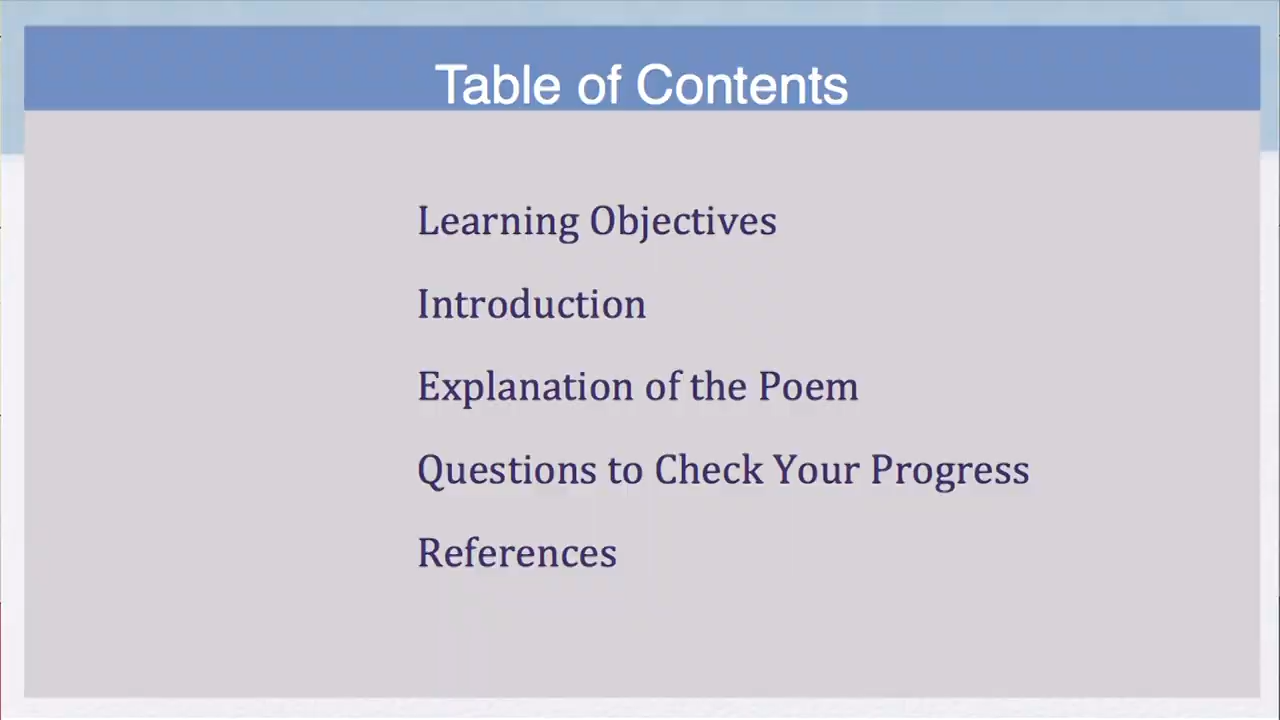 Table of Contents
Learning Objectives
Introduction
Explanation of the Poem
Questions to Check Your Progress
References